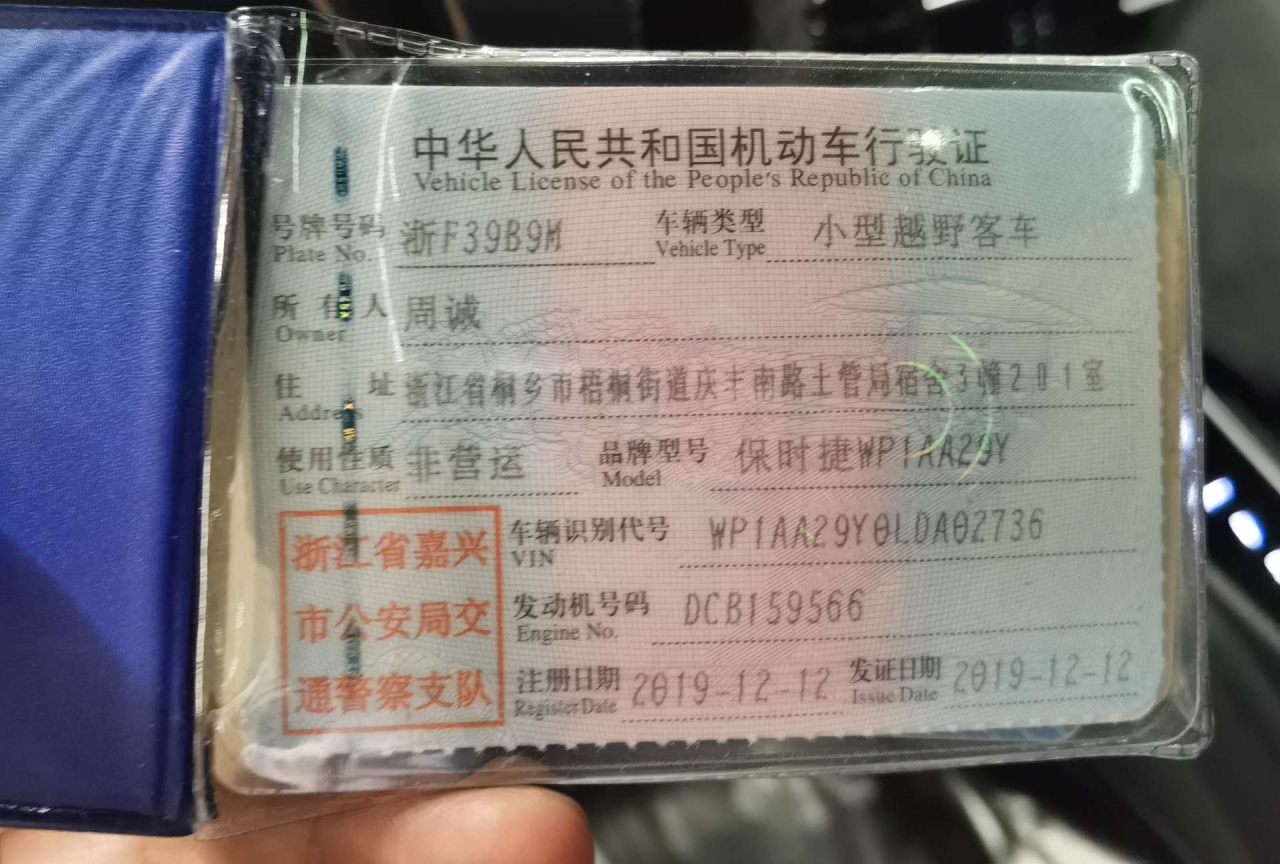 中华人民共和国机动车行驶证
Vehicle License of the People's Republic of China
号牌号码 浙F39B9M 车辆类型 小型越野客车
Plate No. Vehicle Type
所有人 周诚
Owner
住址 浙江省桐乡市梧桐街道庆丰南路土管局宿舍3幢201室
Address
使用性质 非营运 品牌型号 保时捷WP1AA29Y
Use Character Model
浙江省嘉兴
市公安局交
通警察支队
车辆识别代号 WP1AA29Y0LDA02736
VIN
发动机号码 DCB159566
Engine No.
注册日期 2019-12-12 发证日期 2019-12-12
Register Date Issue Date